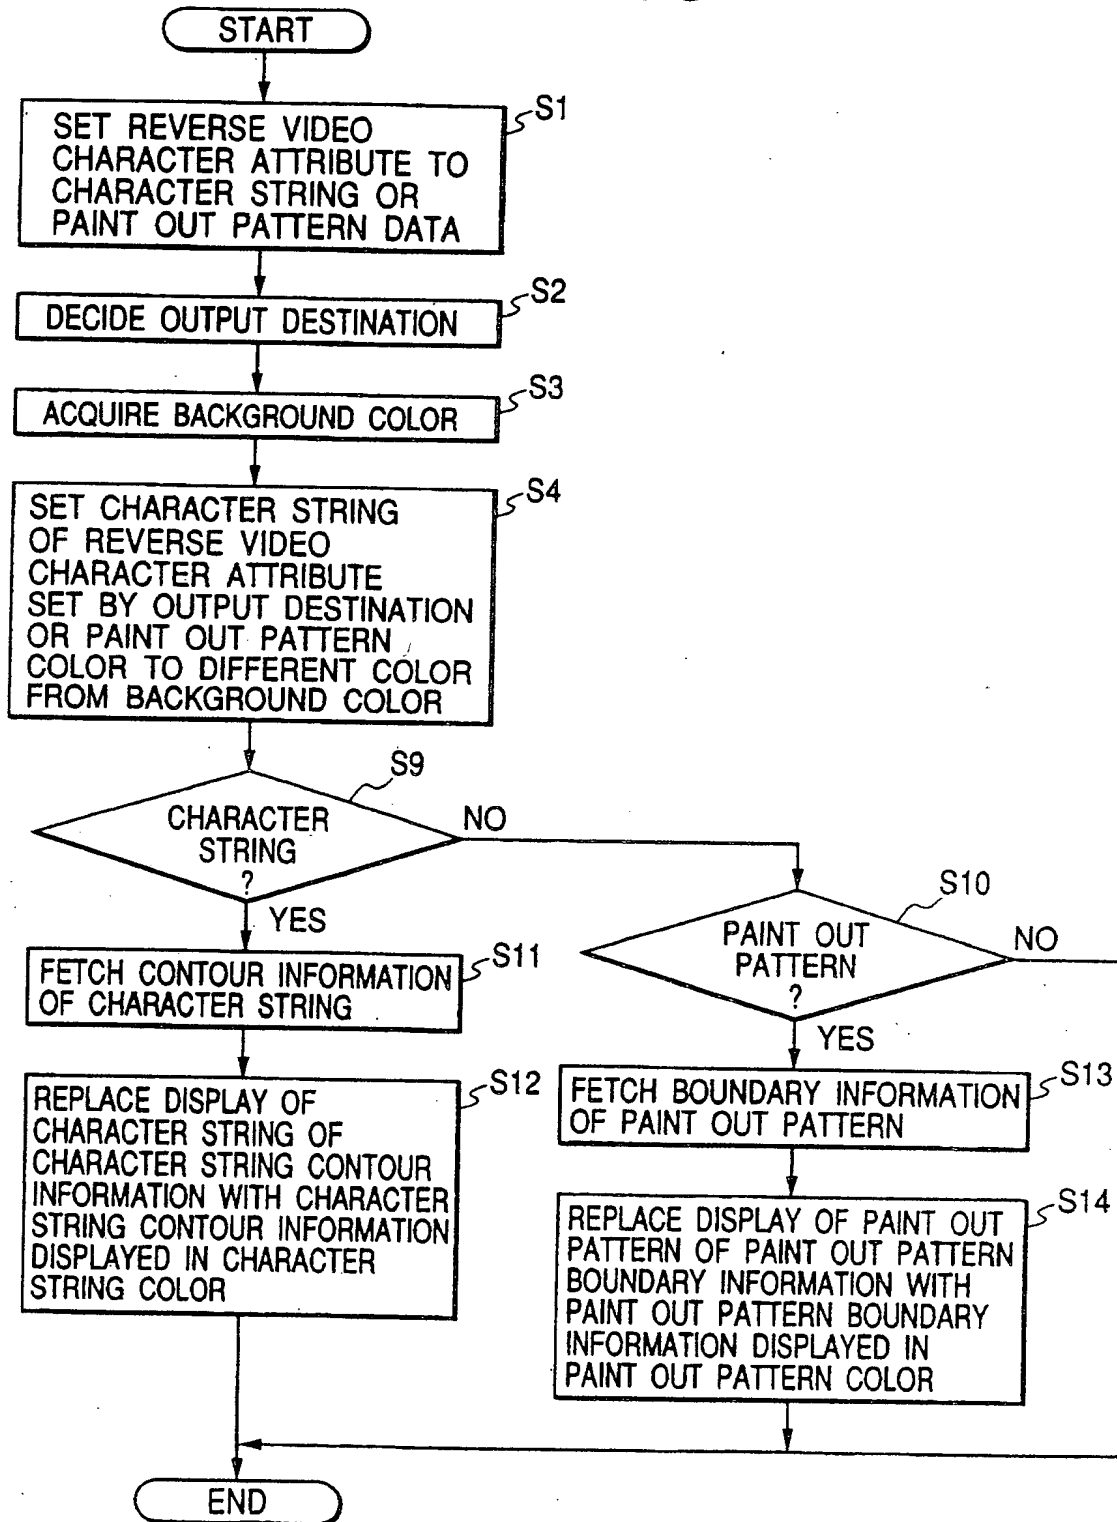 START
S1
SET REVERSE VIDEO
CHARACTER ATTRIBUTE TO
CHARACTER STRING OR
PAINT OUT PATTERN DATA
S2
DECIDE OUTPUT DESTINATION
S3
ACQUIRE BACKGROUND COLOR
S4
SET CHARACTER STRING
OF REVERSE VIDEO
CHARACTER ATTRIBUTE
SET BY OUTPUT DESTINATION
OR PAINT OUT PATTERN
COLOR TO DIFFERENT COLOR
FROM BACKGROUND COLOR
S9
CHARACTER
STRING
?
NO
YES
S10
PAINT OUT
PATTERN
?
NO
YES
S11
FETCH CONTOUR INFORMATION
OF CHARACTER STRING
S12
REPLACE DISPLAY OF
CHARACTER STRING OF
CHARACTER STRING CONTOUR
INFORMATION WITH CHARACTER
STRING CONTOUR INFORMATION
DISPLAYED IN CHARACTER
STRING COLOR
S13
FETCH BOUNDARY INFORMATION
OF PAINT OUT PATTERN
S14
REPLACE DISPLAY OF PAINT OUT
PATTERN OF PAINT OUT PATTERN
BOUNDARY INFORMATION WITH
PAINT OUT PATTERN BOUNDARY
INFORMATION DISPLAYED IN
PAINT OUT PATTERN COLOR
END